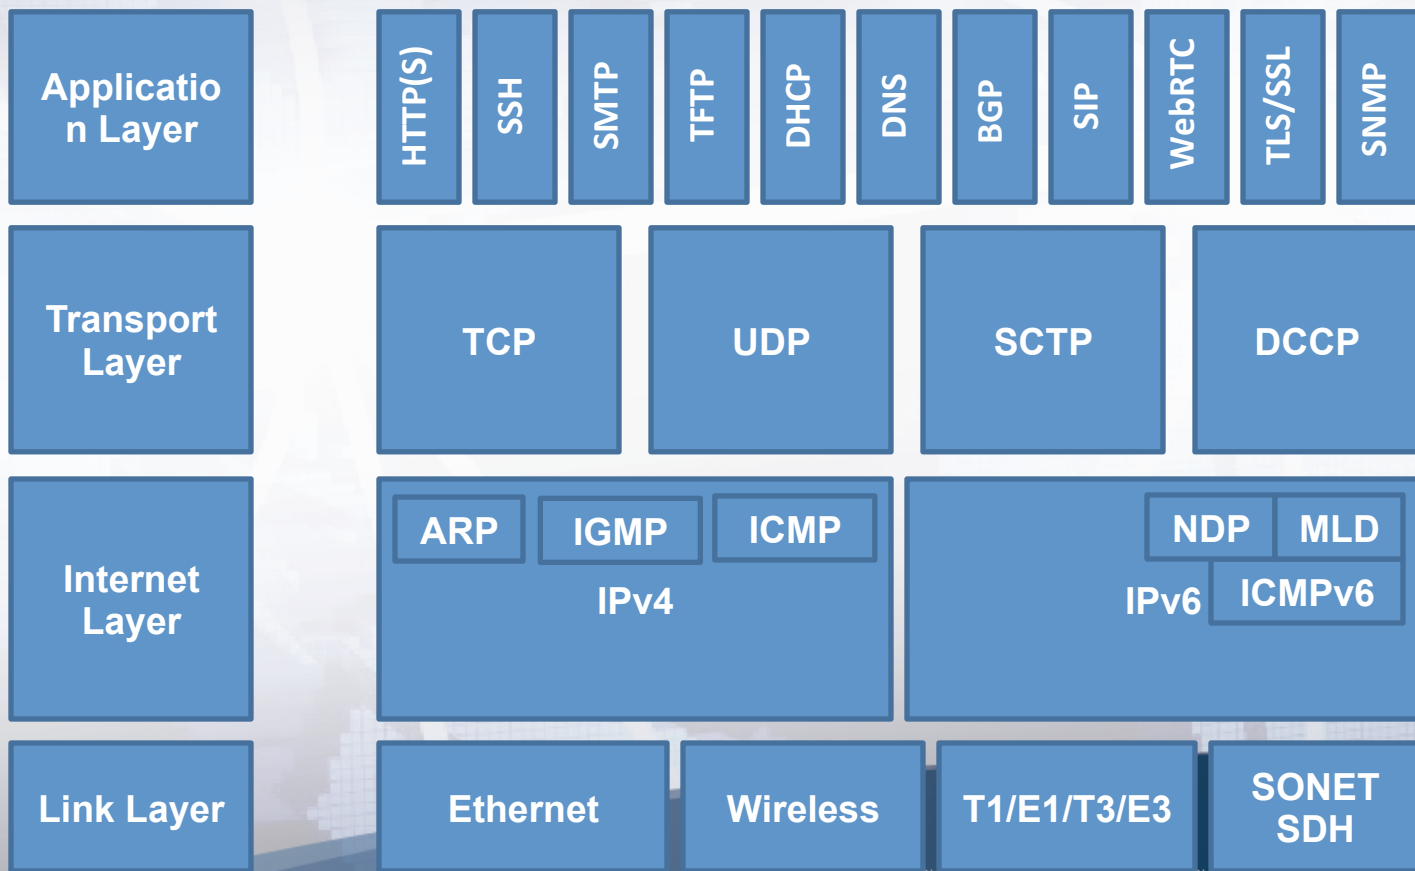 Applicatio
n Layer
HTTP(S)
SSH
SMTP
TFTP
DHCP
DNS
BGP
SIP
WebRTC
TLS/SSL
SNMP
Transport
Layer
TCP
UDP
SCTP
DCCP
Internet
Layer
ARP
IGMP
ICMP
IPv4
NDP
MLD
ICMPv6
IPv6
Link Layer
Ethernet
Wireless
T1/E1/T3/E3
SONET
SDH